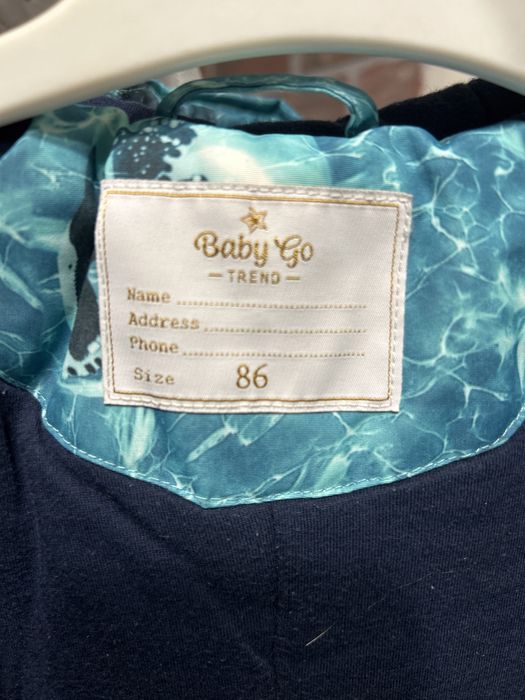 Baby Go
— TREND —
Name
Address
Phone
Size 86